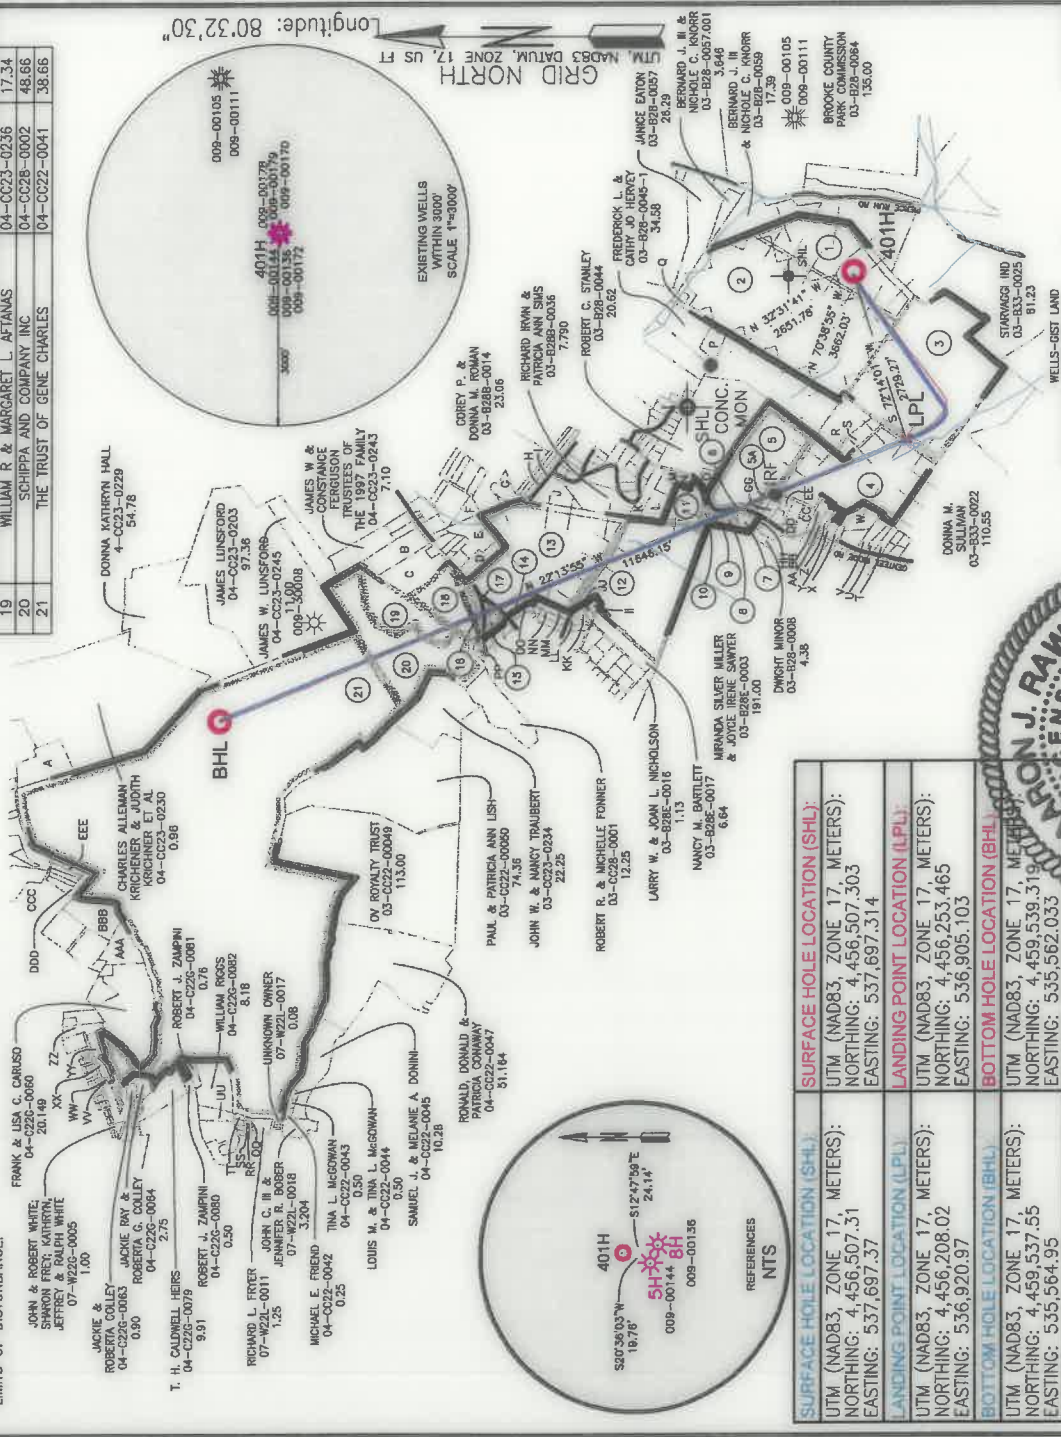 19 WILLIAM R & MARGARET L. AFTANAS 04-CC23-0236 17.34
20 SCHIPPA AND COMPANY INC 04-CC28-0002 48.66
21 THE TRUST OF GENE CHARLES 04-CC22-0041 38.66
Longitude: 80°32'30"
GRID NORTH
UTM, NAD83 DATUM, ZONE 17, US FT
009-00105
009-00111
401H
009-00178
009-00144 009-00179
009-00136 009-00170
009-00172
3000'
EXISTING WELLS
WITHIN 3000'
SCALE 1"=3000'
DONNA KATHRYN HALL
4-CC23-0229
54.78
JAMES LUNSFORD
04-CC23-0203
97.36
JAMES W. LUNSFORD
04-CC23-0245
11.00
009-30008
JAMES W &
CONSTANCE
FERGUSON
TRUSTEES OF
THE 1997 FAMILY
04-CC23-0243
7.10
COREY P. &
DONNA M. ROMAN
03-B28B-0014
23.06
RICHARD IRVIN &
PATRICIA ANN SIMS
03-B28B-0036
7.790
ROBERT C. STANLEY
03-B28-0044
20.62
FREDERICK L. &
CATHY JO HERVEY
03-B28-0045-1
34.58
JANICE EATON
03-B28-0057
26.29
BERNARD J. III &
NICHOLE C. KNORR
03-B28-0057.001
3.646
BERNARD J. III
& NICHOLE C. KNORR
03-B28-0059
17.39
009-00105
009-00111
BROOKE COUNTY
PARK COMMISSION
03-B28-0064
135.00
PIERCE RUN RD
401H
SHL
N 32°31'41" W
2651.76'
N 70°38'55" W
3662.03'
S 72°14'01"
2729.27'
LPL
STARVAGGI IND
03-B33-0025
81.23
WELLS-GIST LAND
SHL
CONC.
MON
IRF
N 27°13'55" W
11646.15'
DONNA M.
SULLIVAN
03-B33-0022
110.55
DWIGHT MINOR
03-B28-0008
4.38
MIRANDA SILVER MILLER
& JOYCE IRENE SAWYER
03-B28E-0003
191.00
NANCY M. BARTLETT
03-B28E-0017
6.64
LARRY W. & JOAN L. NICHOLSON
03-B28E-0016
1.13
ROBERT R. & MICHELLE FONNER
03-CC28-0001
12.25
JOHN W. & NANCY TRAUBERT
03-CC23-0234
22.25
PAUL & PATRICIA ANN LISH
03-CC22-00050
74.36
OV ROYALTY TRUST
03-CC22-00049
113.00
BHL
CHARLES ALLEMAN
KRICHENER & JUDITH
KRICHNER ET AL
04-CC23-0230
0.96
FRANK & LISA C. CARUSO
04-C22G-0060
20.149
JOHN & ROBERT WHITE;
SHARON FREY; KATHRYN,
JEFFREY & RALPH WHITE
07-W22G-0005
1.00
JACKIE &
ROBERTA COLLEY
04-C22G-0063
0.90
JACKIE RAY &
ROBERTA G. COLLEY
04-C22G-0064
2.75
T. H. CALDWELL HEIRS
04-C22G-0079
9.91
ROBERT J. ZAMPINI
04-C22G-0080
0.50
ROBERT J. ZAMPINI
04-C22G-0081
0.76
WILLIAM RIGGS
04-C22G-0082
8.18
RICHARD L. FRYER
07-W22L-0011
1.25
JOHN C. III &
JENNIFER R. BOBER
07-W22L-0018
3.204
UNKNOWN OWNER
07-W22L-0017
0.08
MICHAEL E. FRIEND
04-CC22-0042
0.25
TINA L. McGOWAN
04-CC22-0043
0.50
LOUIS M. & TINA L. McGOWAN
04-CC22-0044
0.50
SAMUEL J. & MELANIE A. DONINI
04-CC22-0045
10.28
RONALD, DONALD &
PATRICIA CONAWAY
04-CC22-0047
51.164
401H
S20°36'03"W
19.76'
S12°47'59"E
24.14'
5H
8H
009-00144
009-00136
REFERENCES
NTS
SURFACE HOLE LOCATION (SHL):
UTM (NAD83, ZONE 17, METERS):
NORTHING: 4,456,507.31
EASTING: 537,697.37
LANDING POINT LOCATION (LPL):
UTM (NAD83, ZONE 17, METERS):
NORTHING: 4,456,208.02
EASTING: 536,920.97
BOTTOM HOLE LOCATION (BHL):
UTM (NAD83, ZONE 17, METERS):
NORTHING: 4,459,537.55
EASTING: 535,564.95
SURFACE HOLE LOCATION (SHL):
UTM (NAD83, ZONE 17, METERS):
NORTHING: 4,456,507.303
EASTING: 537,697.314
LANDING POINT LOCATION (LPL):
UTM (NAD83, ZONE 17, METERS):
NORTHING: 4,456,253.465
EASTING: 536,905.103
BOTTOM HOLE LOCATION (BHL):
UTM (NAD83, ZONE 17, METERS):
NORTHING: 4,459,539.319
EASTING: 535,562.033